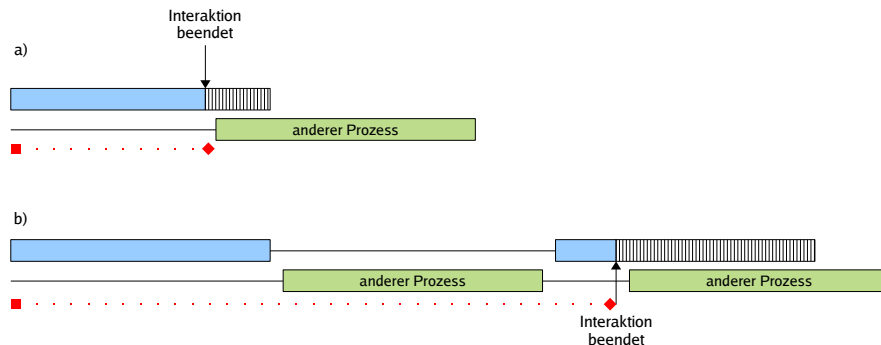 Interaktion
beendet
a)
anderer Prozess
b)
anderer Prozess
anderer Prozess
Interaktion
beendet